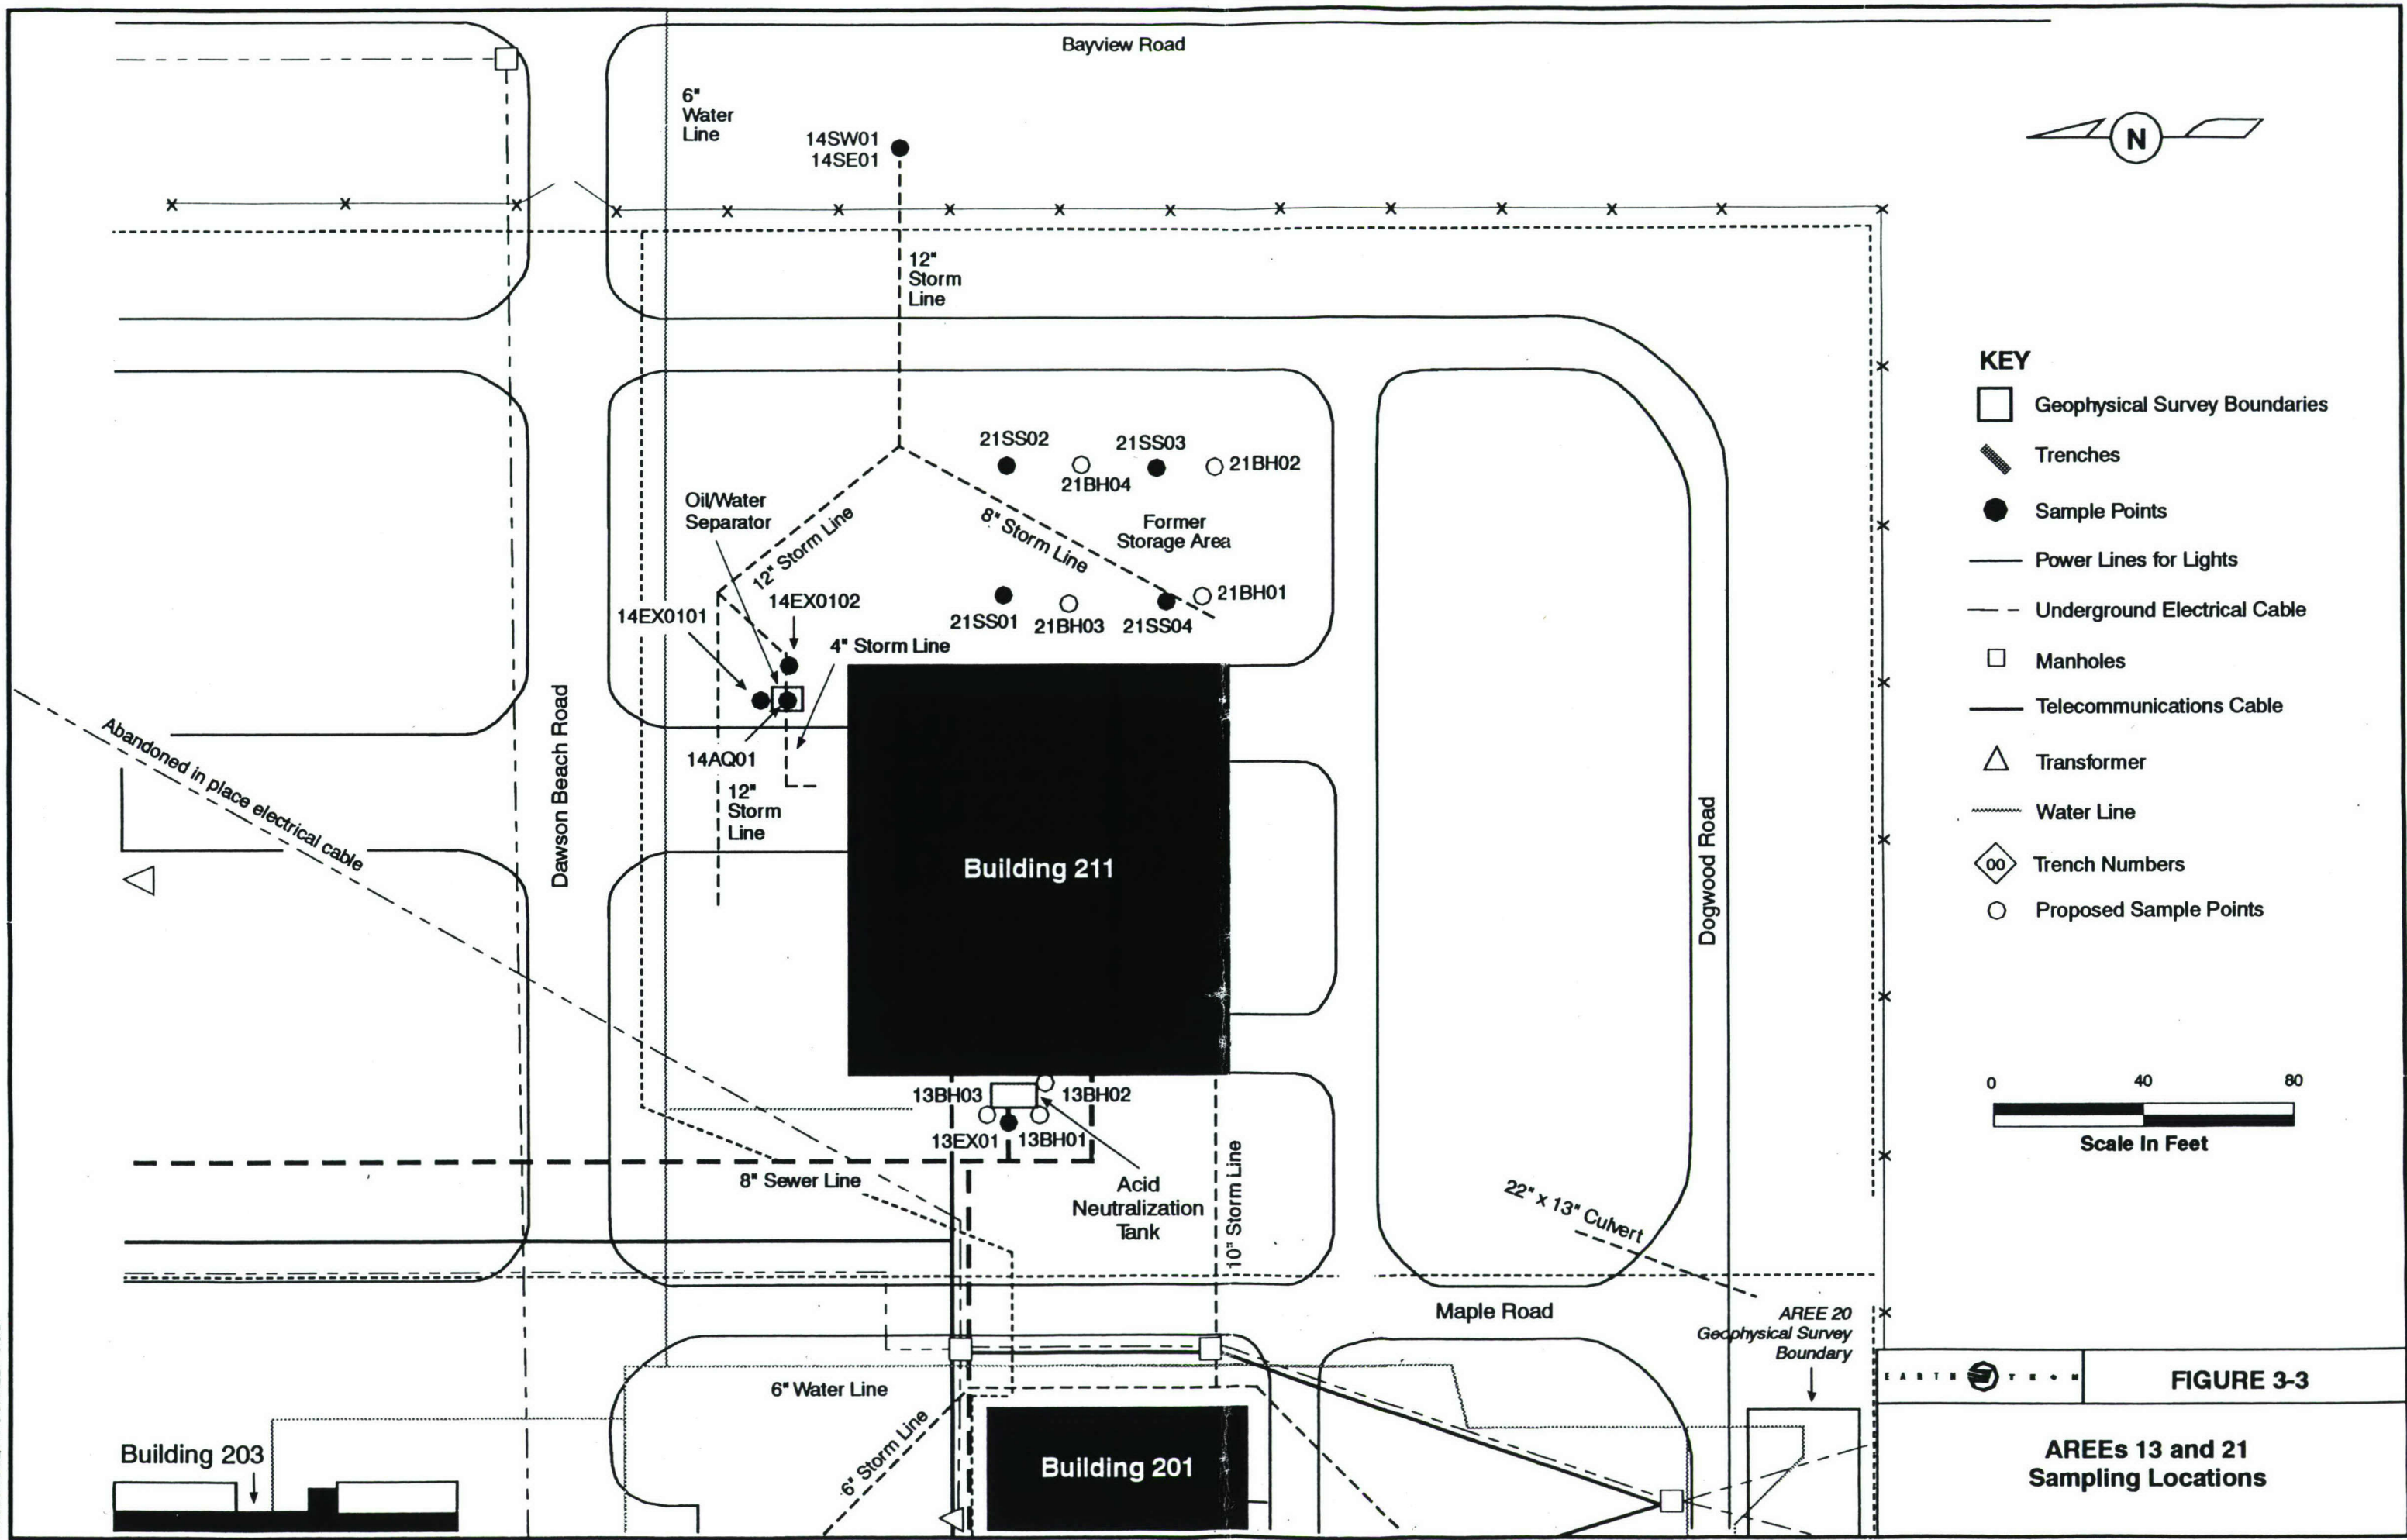 Bayview Road
6"
Water
Line
14SW01
14SE01
N
12"
Storm
Line
KEY
Geophysical Survey Boundaries
Trenches
Sample Points
Power Lines for Lights
Underground Electrical Cable
Manholes
Telecommunications Cable
Transformer
Water Line
00
Trench Numbers
Proposed Sample Points
21SS02
21SS03
21BH02
21BH04
Oil/Water
Separator
12" Storm Line
8" Storm Line
Former
Storage Area
21BH01
14EX0102
14EX0101
21SS01
21BH03
21SS04
4" Storm Line
14AQ01
12"
Storm
Line
Abandoned in place electrical cable
Dawson Beach Road
Building 211
Dogwood Road
0 40 80
Scale In Feet
13BH03
13BH02
13EX01
13BH01
8" Sewer Line
Acid
Neutralization
Tank
10" Storm Line
22" x 13" Culvert
Maple Road
AREE 20
Geophysical Survey
Boundary
6" Water Line
6" Storm Line
Building 203
Building 201
EARTH TECH
FIGURE 3-3
AREEs 13 and 21
Sampling Locations